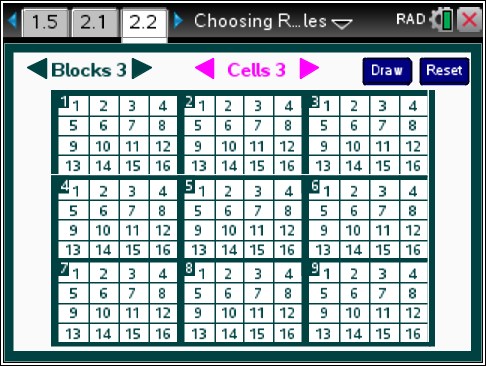 1.5 2.1 2.2 Choosing R...les RAD
Blocks 3 Cells 3 Draw Reset
1 1 2 3 4 2 1 2 3 4 3 1 2 3 4
5 6 7 8 5 6 7 8 5 6 7 8
9 10 11 12 9 10 11 12 9 10 11 12
13 14 15 16 13 14 15 16 13 14 15 16
4 1 2 3 4 5 1 2 3 4 6 1 2 3 4
5 6 7 8 5 6 7 8 5 6 7 8
9 10 11 12 9 10 11 12 9 10 11 12
13 14 15 16 13 14 15 16 13 14 15 16
7 1 2 3 4 8 1 2 3 4 9 1 2 3 4
5 6 7 8 5 6 7 8 5 6 7 8
9 10 11 12 9 10 11 12 9 10 11 12
13 14 15 16 13 14 15 16 13 14 15 16